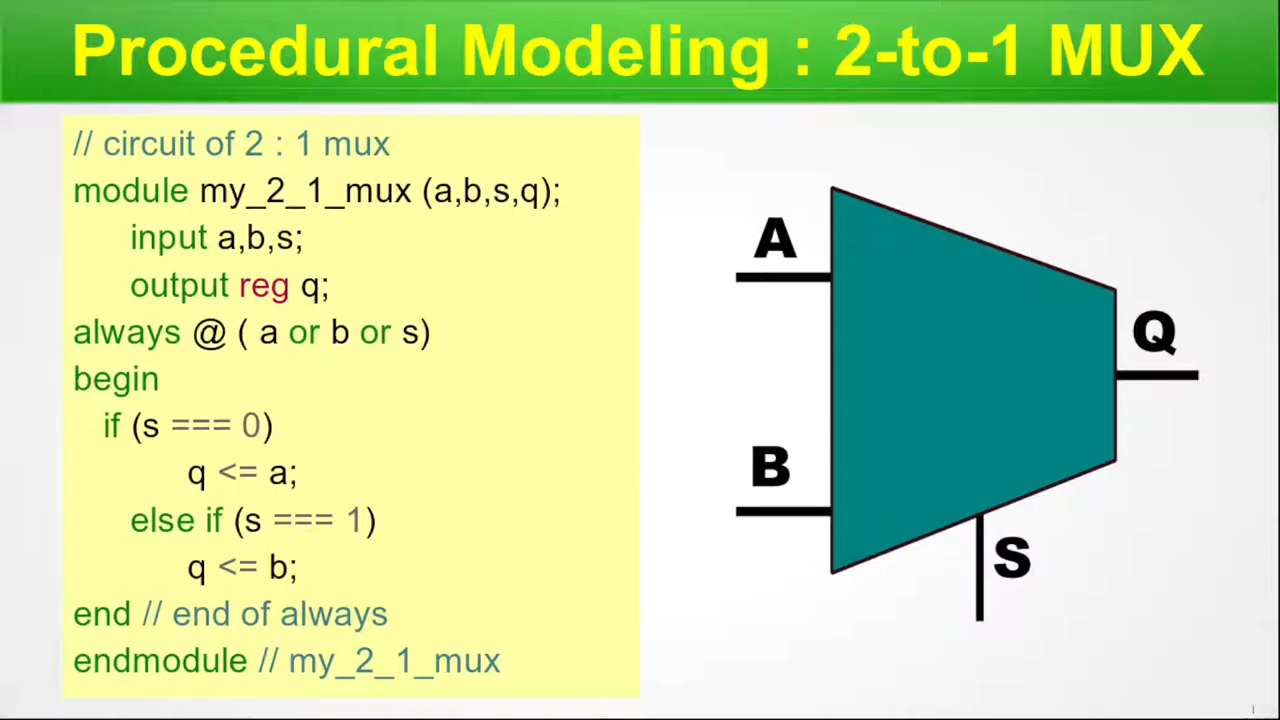 Procedural Modeling : 2-to-1 MUX
// circuit of 2 : 1 mux
module my_2_1_mux (a,b,s,q);
input a,b,s;
output reg q;
always @ ( a or b or s)
begin
if (s === 0)
q <= a;
else if (s === 1)
q <= b;
end // end of always
endmodule // my_2_1_mux
A
Q
B
S